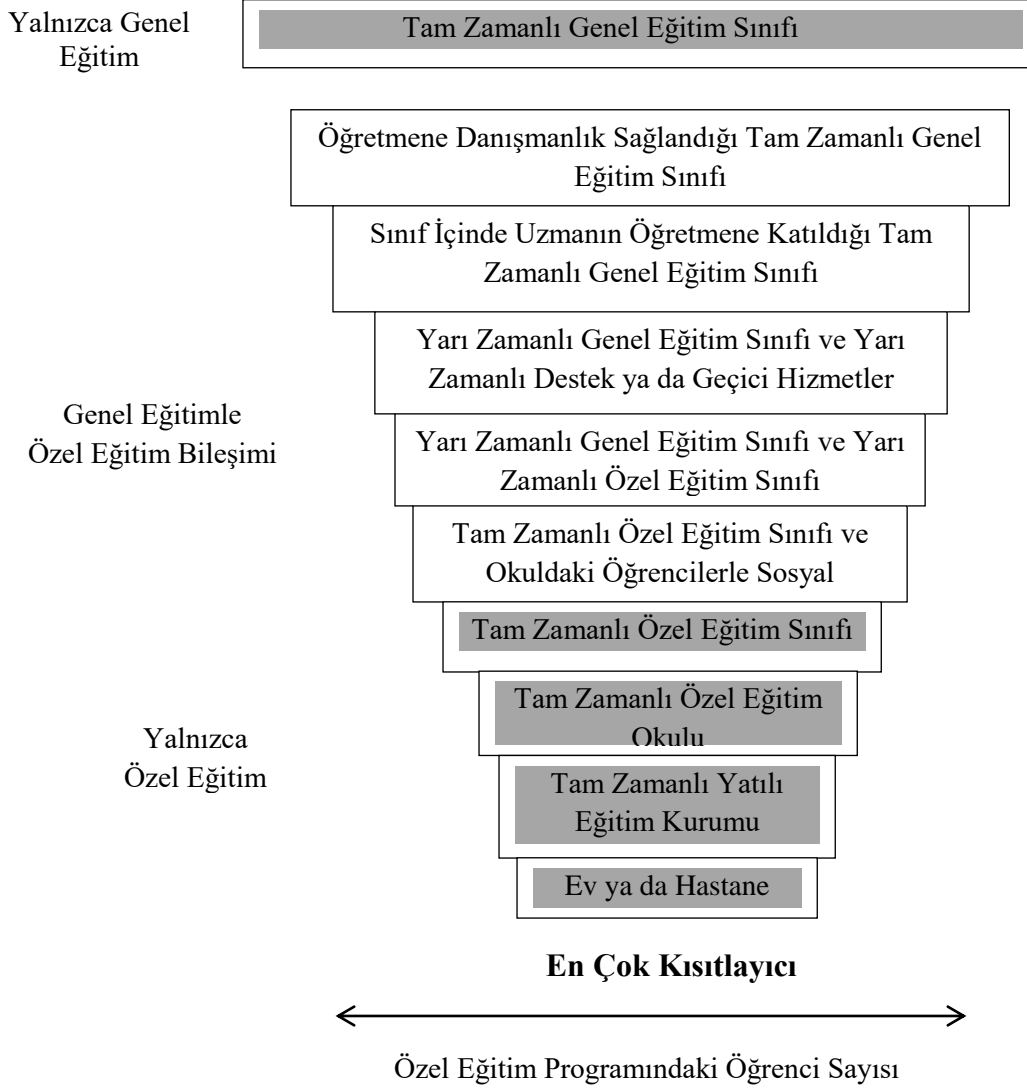 Yalnızca Genel
Eğitim
Tam Zamanlı Genel Eğitim Sınıfı
Öğretmene Danışmanlık Sağlandığı Tam Zamanlı Genel
Eğitim Sınıfı
Sınıf İçinde Uzmanın Öğretmene Katıldığı Tam
Zamanlı Genel Eğitim Sınıfı
Yarı Zamanlı Genel Eğitim Sınıfı ve Yarı
Zamanlı Destek ya da Geçici Hizmetler
Genel Eğitimle
Özel Eğitim Bileşimi
Yarı Zamanlı Genel Eğitim Sınıfı ve Yarı
Zamanlı Özel Eğitim Sınıfı
Tam Zamanlı Özel Eğitim Sınıfı ve
Okuldaki Öğrencilerle Sosyal
Tam Zamanlı Özel Eğitim Sınıfı
Tam Zamanlı Özel Eğitim
Okulu
Yalnızca
Özel Eğitim
Tam Zamanlı Yatılı
Eğitim Kurumu
Ev ya da Hastane
En Çok Kısıtlayıcı
Özel Eğitim Programındaki Öğrenci Sayısı